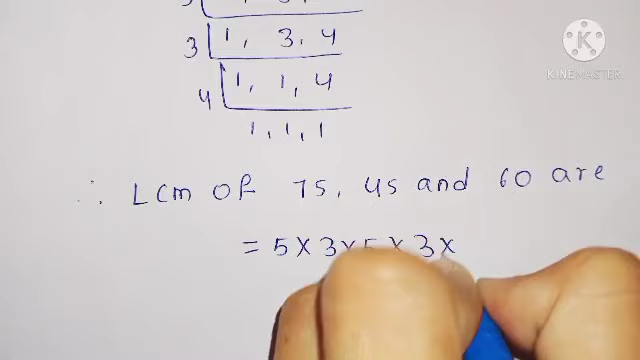 3 | 1, 3, 4
4 | 1, 1, 4
1, 1, 1
∴ LCM OF 75, 45 and 60 are
= 5 × 3 × 5 × 3 ×
KINEMASTER